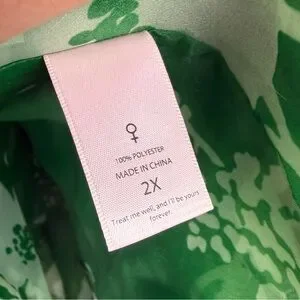 100% POLYESTER
MADE IN CHINA
2X
Treat me well, and I'll be yours
forever.